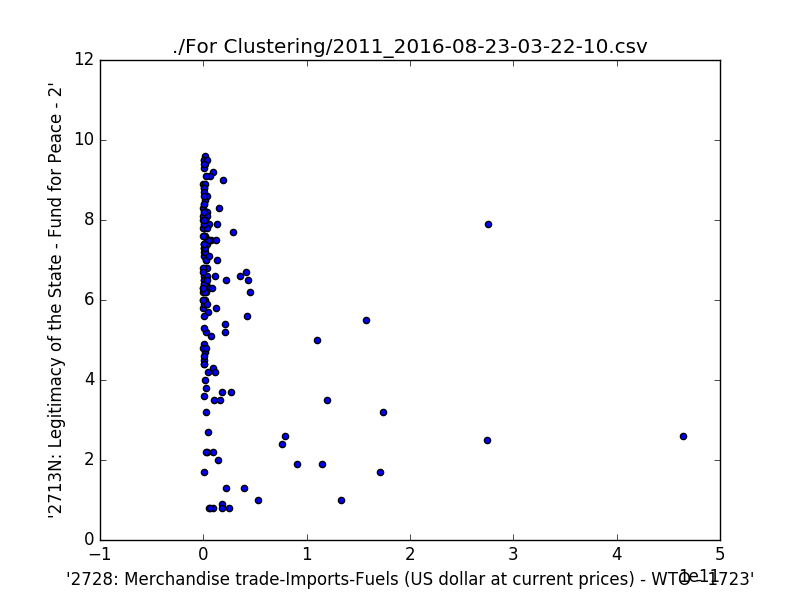 ./For Clustering/2011_2016-08-23-03-22-10.csv
12
10
8
6
4
2
0
'2713N: Legitimacy of the State - Fund for Peace - 2'
−1 0 1 2 3 4 5
1e11
'2728: Merchandise trade-Imports-Fuels (US dollar at current prices) - WTO - 1723'